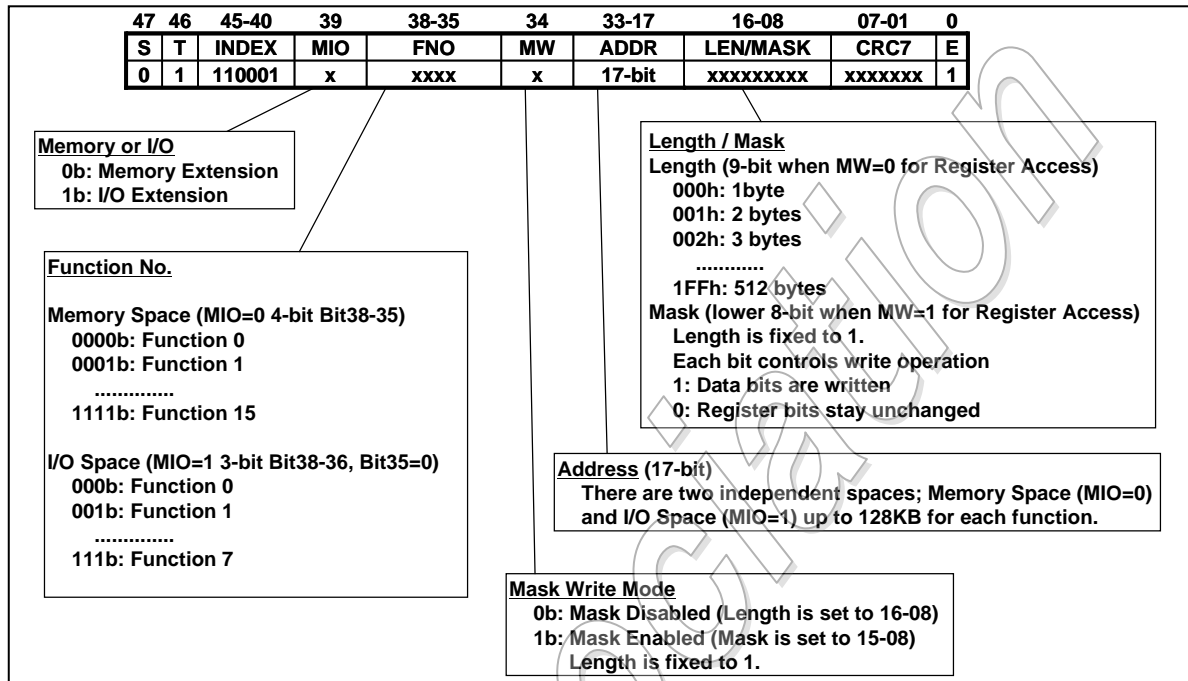 47 46 45-40 39 38-35 34 33-17 16-08 07-01 0
S T INDEX MIO FNO MW ADDR LEN/MASK CRC7 E
0 1 110001 x xxxx x 17-bit xxxxxxxxx xxxxxxx 1
Memory or I/O
0b: Memory Extension
1b: I/O Extension
Function No.
Memory Space (MIO=0 4-bit Bit38-35)
0000b: Function 0
0001b: Function 1
..............
1111b: Function 15
I/O Space (MIO=1 3-bit Bit38-36, Bit35=0)
000b: Function 0
001b: Function 1
..............
111b: Function 7
Length / Mask
Length (9-bit when MW=0 for Register Access)
000h: 1byte
001h: 2 bytes
002h: 3 bytes
............
1FFh: 512 bytes
Mask (lower 8-bit when MW=1 for Register Access)
Length is fixed to 1.
Each bit controls write operation
1: Data bits are written
0: Register bits stay unchanged
Address (17-bit)
There are two independent spaces; Memory Space (MIO=0)
and I/O Space (MIO=1) up to 128KB for each function.
Mask Write Mode
0b: Mask Disabled (Length is set to 16-08)
1b: Mask Enabled (Mask is set to 15-08)
Length is fixed to 1.
ociation